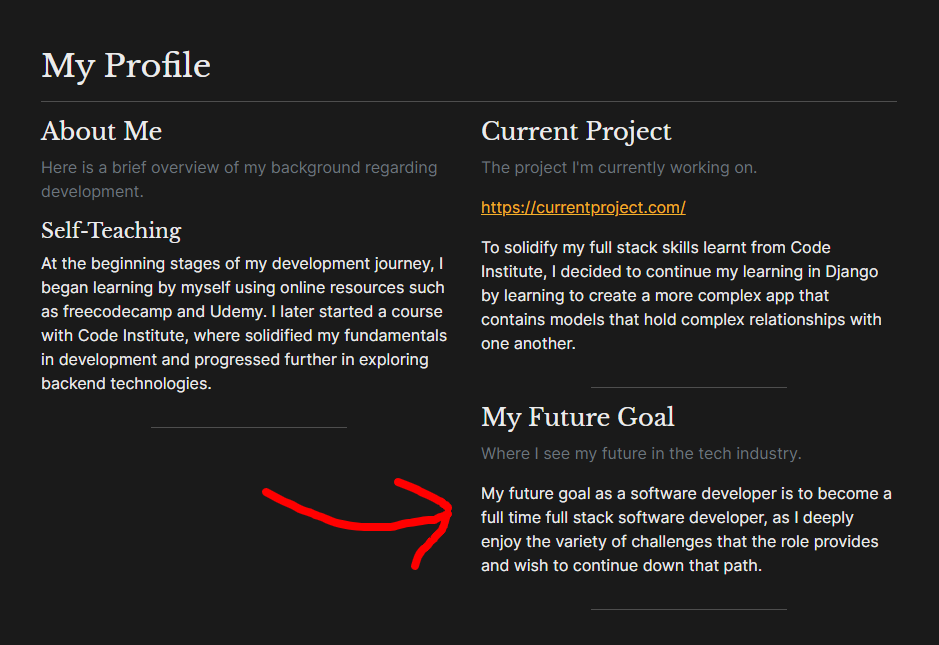 My Profile
About Me
Here is a brief overview of my background regarding
development.
Self-Teaching
At the beginning stages of my development journey, I
began learning by myself using online resources such
as freecodecamp and Udemy. I later started a course
with Code Institute, where solidified my fundamentals
in development and progressed further in exploring
backend technologies.
Current Project
The project I'm currently working on.
https://currentproject.com/
To solidify my full stack skills learnt from Code
Institute, I decided to continue my learning in Django
by learning to create a more complex app that
contains models that hold complex relationships with
one another.
My Future Goal
Where I see my future in the tech industry.
My future goal as a software developer is to become a
full time full stack software developer, as I deeply
enjoy the variety of challenges that the role provides
and wish to continue down that path.